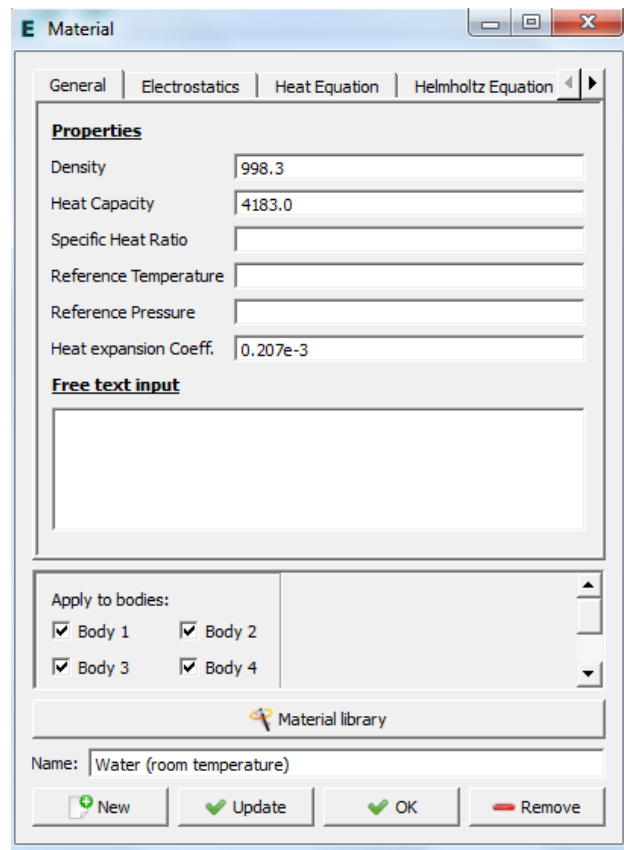 E Material
General Electrostatics Heat Equation Helmholtz Equation
Properties
Density 998.3
Heat Capacity 4183.0
Specific Heat Ratio
Reference Temperature
Reference Pressure
Heat expansion Coeff. 0.207e-3
Free text input
Apply to bodies:
Body 1 Body 2
Body 3 Body 4
Material library
Name: Water (room temperature)
New Update OK Remove